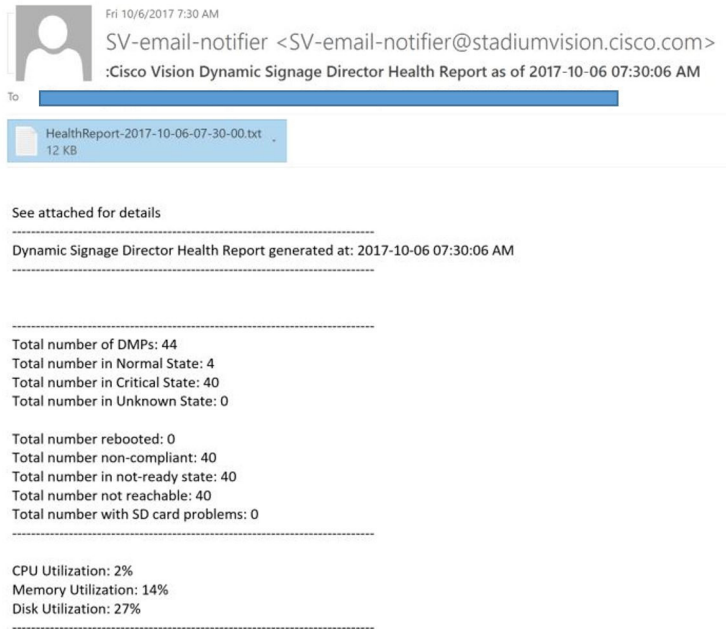 Fri 10/6/2017 7:30 AM
SV-email-notifier <SV-email-notifier@stadiumvision.cisco.com>
:Cisco Vision Dynamic Signage Director Health Report as of 2017-10-06 07:30:06 AM
To
HealthReport-2017-10-06-07-30-00.txt
12 KB
See attached for details
------------------------------------------------------------------------------
Dynamic Signage Director Health Report generated at: 2017-10-06 07:30:06 AM
------------------------------------------------------------------------------
------------------------------------------------------------------------------
Total number of DMPs: 44
Total number in Normal State: 4
Total number in Critical State: 40
Total number in Unknown State: 0
Total number rebooted: 0
Total number non-compliant: 40
Total number in not-ready state: 40
Total number not reachable: 40
Total number with SD card problems: 0
------------------------------------------------------------------------------
CPU Utilization: 2%
Memory Utilization: 14%
Disk Utilization: 27%
------------------------------------------------------------------------------